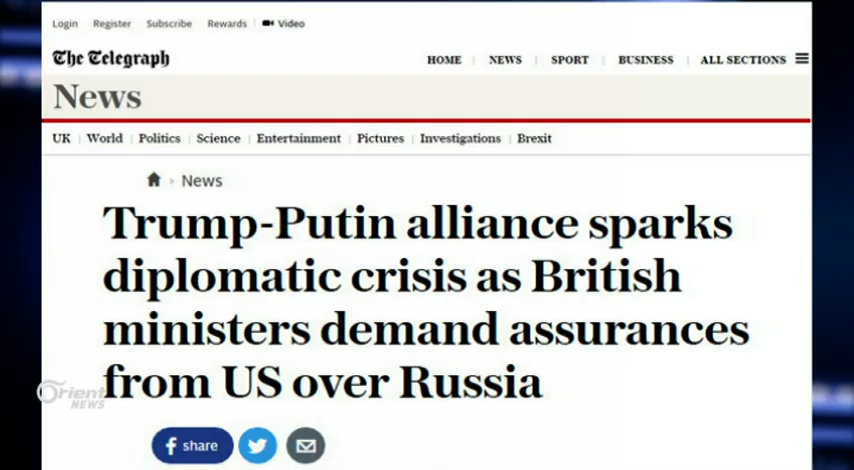 Login Register Subscribe Rewards Video
The Telegraph
HOME NEWS SPORT BUSINESS ALL SECTIONS
News
UK World Politics Science Entertainment Pictures Investigations Brexit
News
Trump-Putin alliance sparks
diplomatic crisis as British
ministers demand assurances
from US over Russia
Orient
NEWS
share